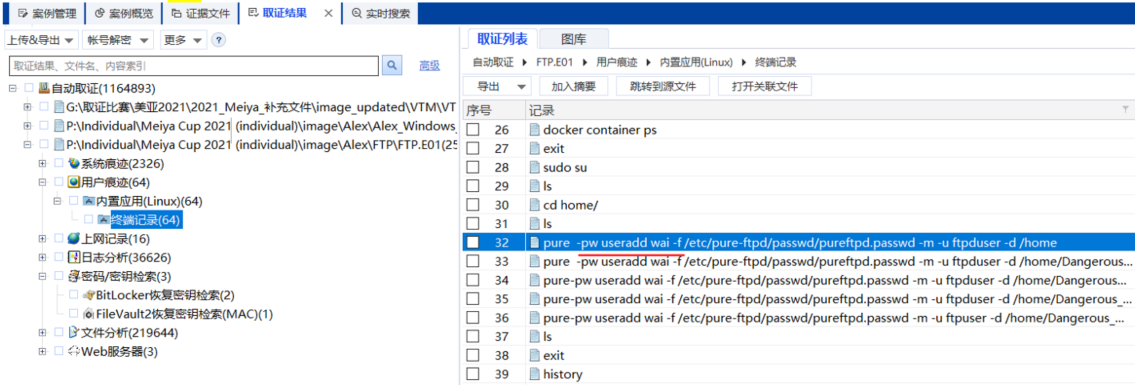 案例管理 案例概览 证据文件 取证结果 × 实时搜索
上传&导出 帐号解密 更多 ?
取证结果、文件名、内容索引 高级
自动取证(1164893)
G:\取证比赛\美亚2021\2021_Meiya_补充文件\image_updated\VTM\VT
P:\Individual\Meiya Cup 2021 (individual)\image\Alex\Alex_Windows_
P:\Individual\Meiya Cup 2021 (individual)\image\Alex\FTP\FTP.E01(25
系统痕迹(2326)
用户痕迹(64)
内置应用(Linux)(64)
终端记录(64)
上网记录(16)
日志分析(36626)
密码/密钥检索(3)
BitLocker恢复密钥检索(2)
FileVault2恢复密钥检索(MAC)(1)
文件分析(219644)
Web服务器(3)
取证列表 图库
自动取证 FTP.E01 用户痕迹 内置应用(Linux) 终端记录
导出 加入摘要 跳转到源文件 打开关联文件
序号 记录
26 docker container ps
27 exit
28 sudo su
29 ls
30 cd home/
31 ls
32 pure -pw useradd wai -f /etc/pure-ftpd/passwd/pureftpd.passwd -m -u ftpduser -d /home
33 pure -pw useradd wai -f /etc/pure-ftpd/passwd/pureftpd.passwd -m -u ftpduser -d /home/Dangerous...
34 pure-pw useradd wai -f /etc/pure-ftpd/passwd/pureftpd.passwd -m -u ftpduser -d /home/Dangerous...
35 pure-pw useradd wai -f /etc/pure-ftpd/passwd/pureftpd.passwd -m -u ftpduser -d /home/Dangerous_...
36 pure-pw useradd wai -f /etc/pure-ftpd/passwd/pureftpd.passwd -m -u ftpuser -d /home/Dangerous_...
37 ls
38 exit
39 history